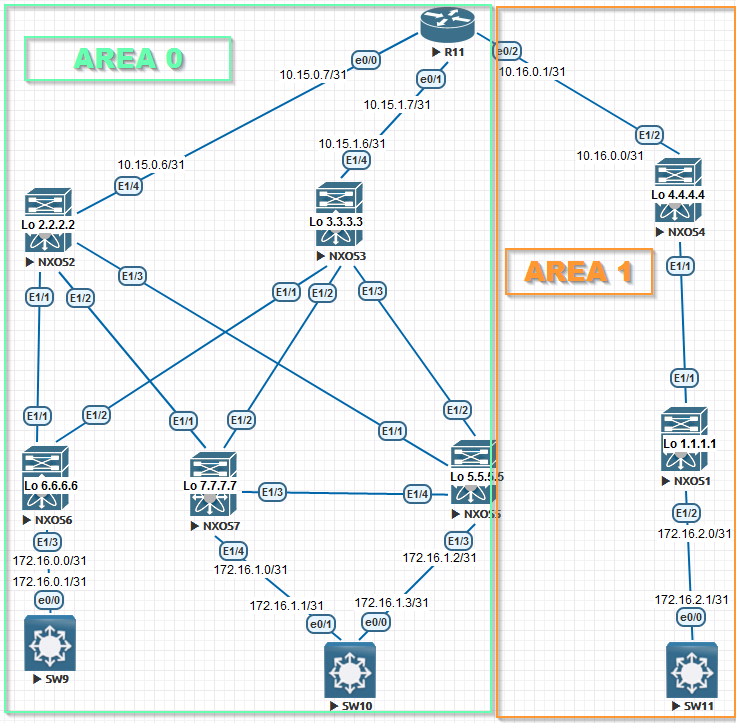 AREA 0
R11
e0/0
e0/2
10.15.0.7/31
e0/1
10.16.0.1/31
10.15.1.7/31
E1/2
10.15.1.6/31
10.16.0.0/31
10.15.0.6/31
E1/4
E1/4
Lo 2.2.2.2
Lo 3.3.3.3
Lo 4.4.4.4
NXOS2
NXOS3
NXOS4
E1/3
E1/1
AREA 1
E1/1
E1/2
E1/1
E1/2
E1/3
E1/1
E1/1
E1/2
E1/1
E1/2
E1/2
E1/1
Lo 1.1.1.1
Lo 6.6.6.6
Lo 7.7.7.7
Lo 5.5.5.5
NXOS1
E1/3
E1/4
NXOS6
NXOS7
NXOS5
E1/2
E1/3
E1/4
E1/3
172.16.2.0/31
172.16.0.0/31
172.16.1.2/31
172.16.1.0/31
172.16.0.1/31
e0/0
172.16.1.1/31
172.16.1.3/31
172.16.2.1/31
e0/1
e0/0
e0/0
SW9
SW10
SW11